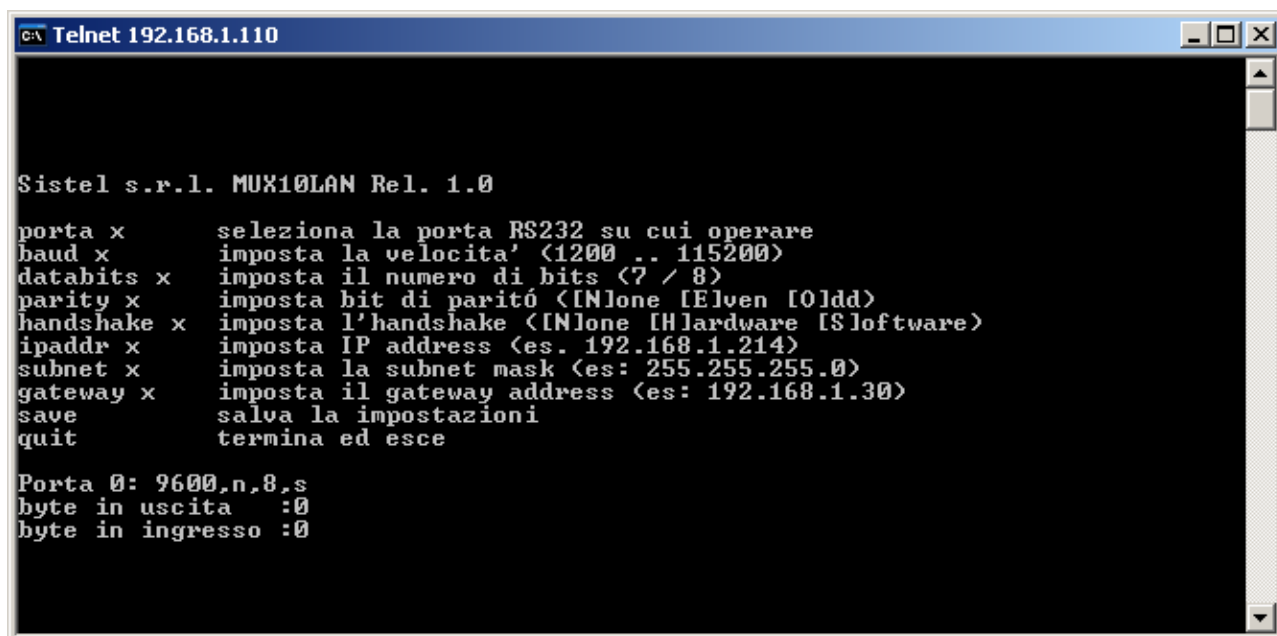 Telnet 192.168.1.110
Sistel s.r.l. MUX10LAN Rel. 1.0
porta x seleziona la porta RS232 su cui operare
baud x imposta la velocita' (1200 .. 115200)
databits x imposta il numero di bits (7 / 8)
parity x imposta bit di paritó ([N]one [E]ven [O]dd)
handshake x imposta l'handshake ([N]one [H]ardware [S]oftware)
ipaddr x imposta IP address (es. 192.168.1.214)
subnet x imposta la subnet mask (es: 255.255.255.0)
gateway x imposta il gateway address (es: 192.168.1.30)
save salva la impostazioni
quit termina ed esce
Porta 0: 9600,n,8,s
byte in uscita :0
byte in ingresso :0